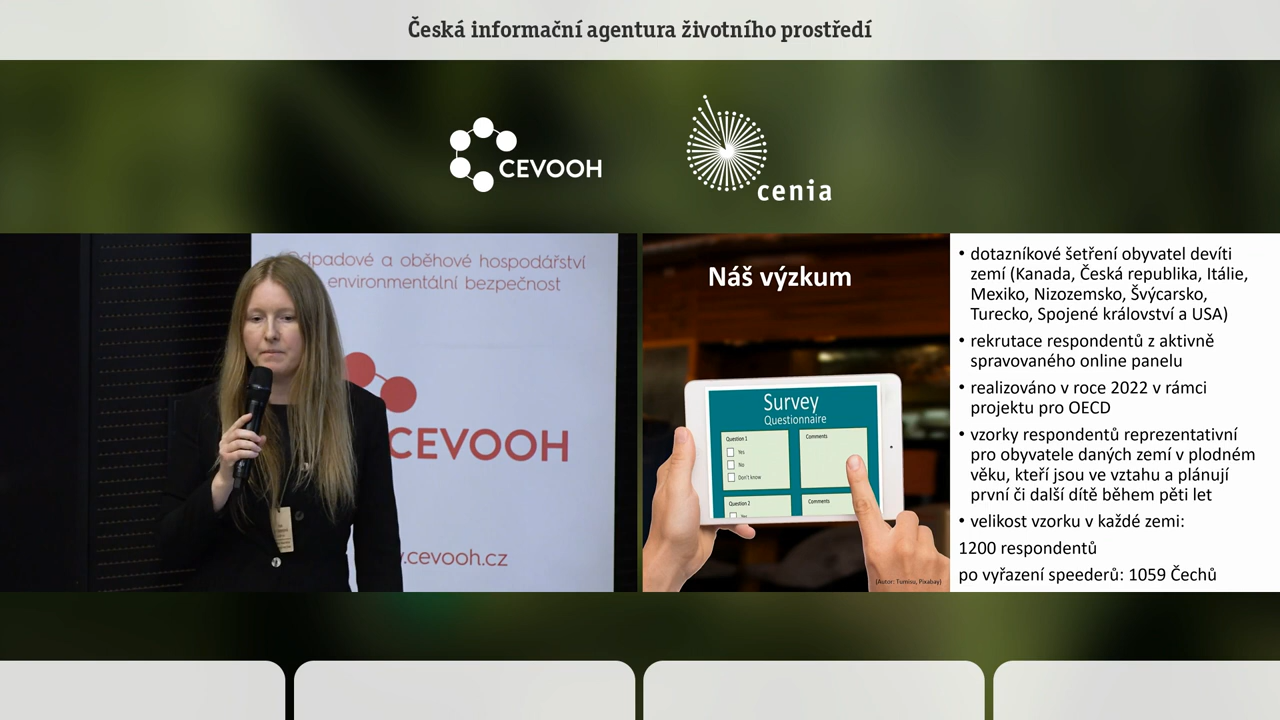 Česká informační agentura životního prostředí
CEVOOH
cenia
Odpadové a oběhové hospodářství
environmentální bezpečnost
CEVOOH
.cevooh.cz
Náš výzkum
Survey
Questionnaire
Question 1
Yes
No
Don't know
Comments
Question 2
Yes
Comments
(Autor: Tumisu, Pixabay)
• dotazníkové šetření obyvatel devíti
zemí (Kanada, Česká republika, Itálie,
Mexiko, Nizozemsko, Švýcarsko,
Turecko, Spojené království a USA)
• rekrutace respondentů z aktivně
spravovaného online panelu
• realizováno v roce 2022 v rámci
projektu pro OECD
• vzorky respondentů reprezentativní
pro obyvatele daných zemí v plodném
věku, kteří jsou ve vztahu a plánují
první či další dítě během pěti let
• velikost vzorku v každé zemi:
1200 respondentů
po vyřazení speederů: 1059 Čechů